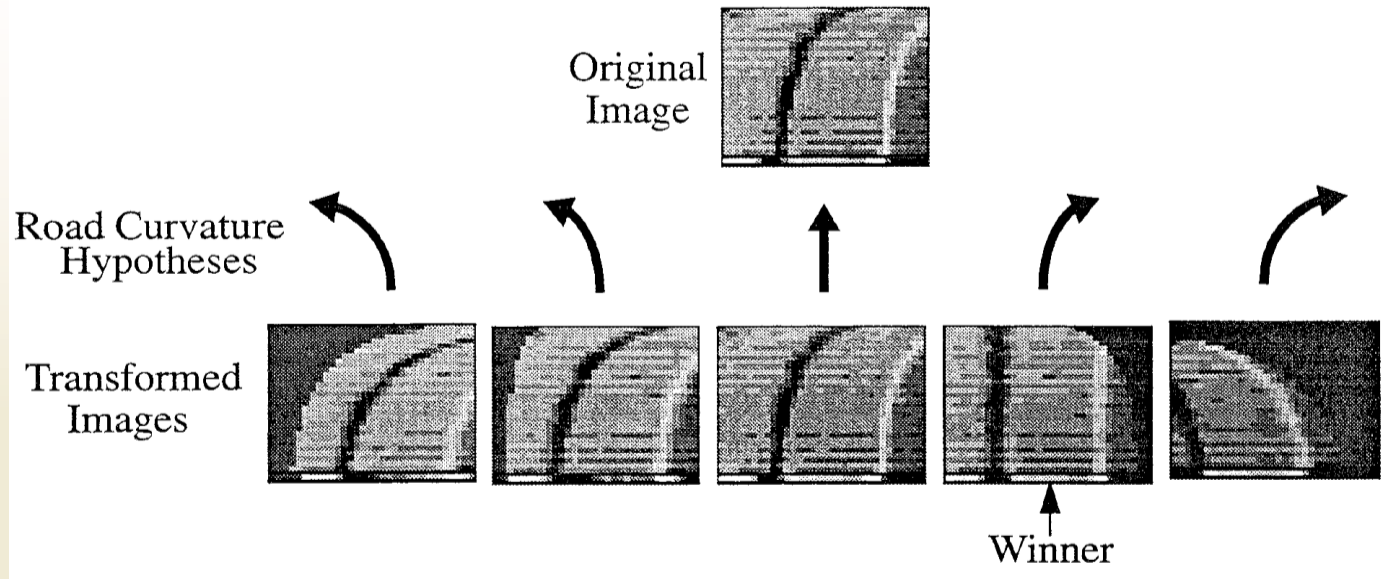 Original
Image
Road Curvature
Hypotheses
Transformed
Images
Winner